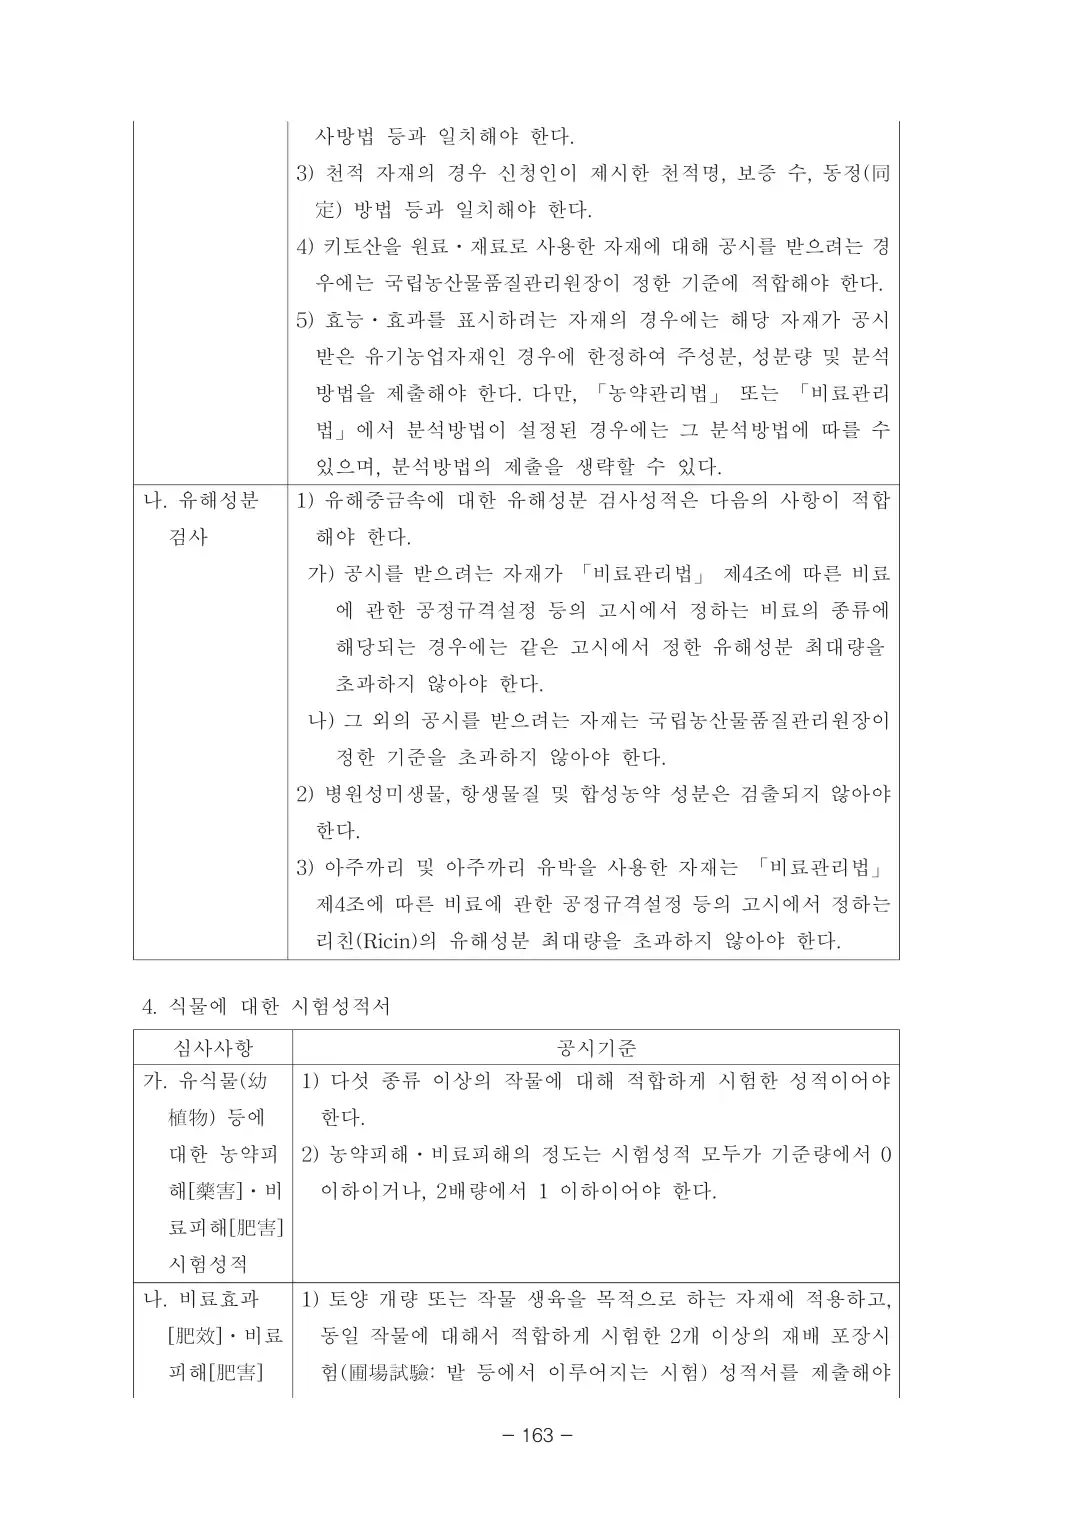 사방법 등과 일치해야 한다.
3) 천적 자재의 경우 신청인이 제시한 천적명, 보증 수, 동정(同
定) 방법 등과 일치해야 한다.
4) 키토산을 원료・재료로 사용한 자재에 대해 공시를 받으려는 경
우에는 국립농산물품질관리원장이 정한 기준에 적합해야 한다.
5) 효능・효과를 표시하려는 자재의 경우에는 해당 자재가 공시
받은 유기농업자재인 경우에 한정하여 주성분, 성분량 및 분석
방법을 제출해야 한다. 다만, 「농약관리법」 또는 「비료관리
법」에서 분석방법이 설정된 경우에는 그 분석방법에 따를 수
있으며, 분석방법의 제출을 생략할 수 있다.
나. 유해성분
검사
1) 유해중금속에 대한 유해성분 검사성적은 다음의 사항이 적합
해야 한다.
가) 공시를 받으려는 자재가 「비료관리법」 제4조에 따른 비료
에 관한 공정규격설정 등의 고시에서 정하는 비료의 종류에
해당되는 경우에는 같은 고시에서 정한 유해성분 최대량을
초과하지 않아야 한다.
나) 그 외의 공시를 받으려는 자재는 국립농산물품질관리원장이
정한 기준을 초과하지 않아야 한다.
2) 병원성미생물, 항생물질 및 합성농약 성분은 검출되지 않아야
한다.
3) 아주까리 및 아주까리 유박을 사용한 자재는 「비료관리법」
제4조에 따른 비료에 관한 공정규격설정 등의 고시에서 정하는
리친(Ricin)의 유해성분 최대량을 초과하지 않아야 한다.
4. 식물에 대한 시험성적서
심사사항
공시기준
가. 유식물(幼
植物) 등에
대한 농약피
해[藥害]・비
료피해[肥害]
시험성적
1) 다섯 종류 이상의 작물에 대해 적합하게 시험한 성적이어야
한다.
2) 농약피해・비료피해의 정도는 시험성적 모두가 기준량에서 0
이하이거나, 2배량에서 1 이하이어야 한다.
나. 비료효과
[肥效]・비료
피해[肥害]
1) 토양 개량 또는 작물 생육을 목적으로 하는 자재에 적용하고,
동일 작물에 대해서 적합하게 시험한 2개 이상의 재배 포장시
험(圃場試驗: 밭 등에서 이루어지는 시험) 성적서를 제출해야
- 163 -